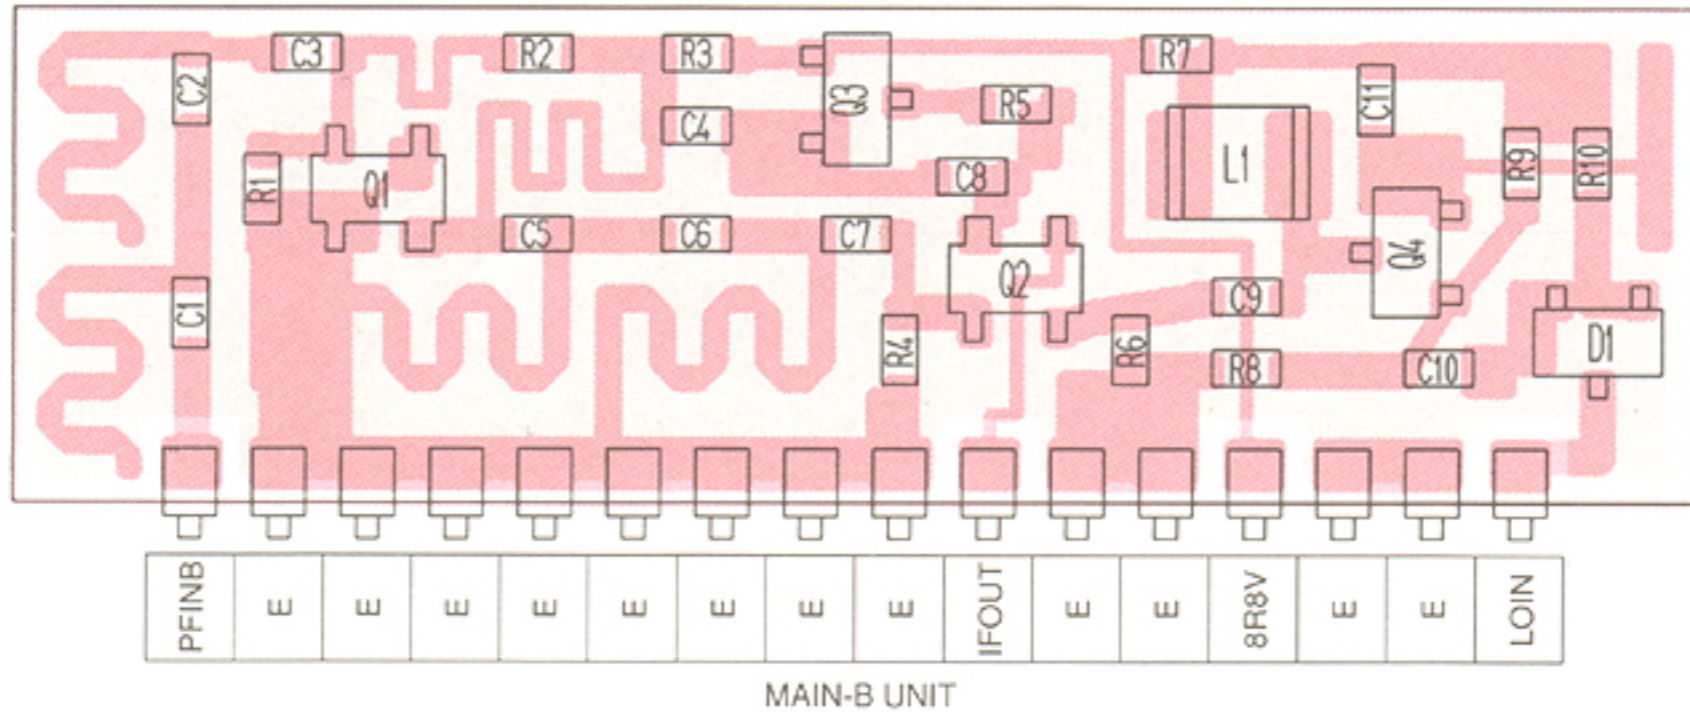 C3 R2 R3 R7
C2 Q3 R5 C11
C4 L1
R1 Q1 C8 R9 R10
C5 C6 C7 Q2 Q4
C1 C9
R4 R6 R8 C10 D1
PFINB E E E E E E E E IFOUT E E 8R8V E E LOIN
MAIN-B UNIT